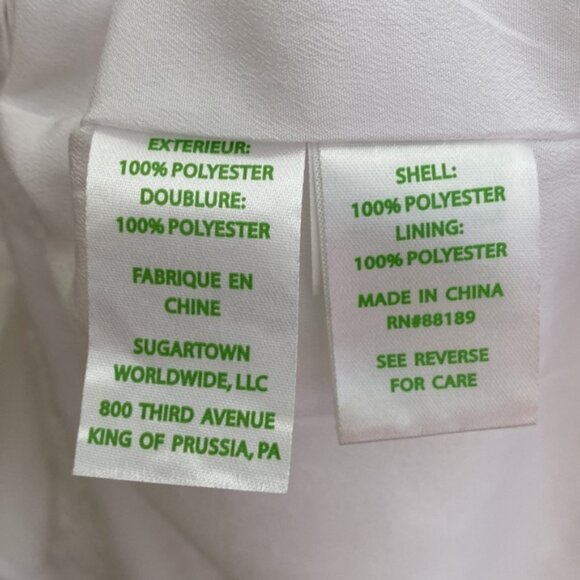 EXTERIEUR:
100% POLYESTER
DOUBLURE:
100% POLYESTER
FABRIQUE EN
CHINE
SUGARTOWN
WORLDWIDE, LLC
800 THIRD AVENUE
KING OF PRUSSIA, PA
SHELL:
100% POLYESTER
LINING:
100% POLYESTER
MADE IN CHINA
RN#88189
SEE REVERSE
FOR CARE